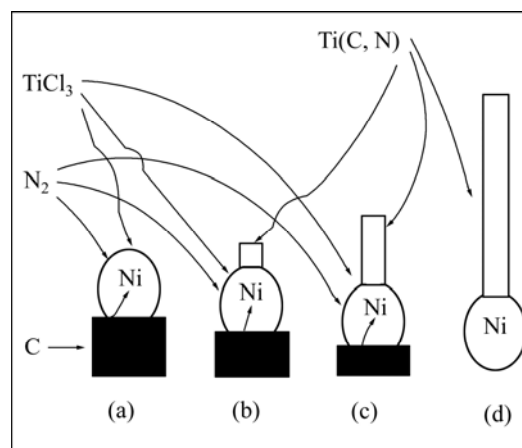 Ti(C, N)
TiCl₃
N₂
Ni
Ni
Ni
Ni
C
(a)
(b)
(c)
(d)